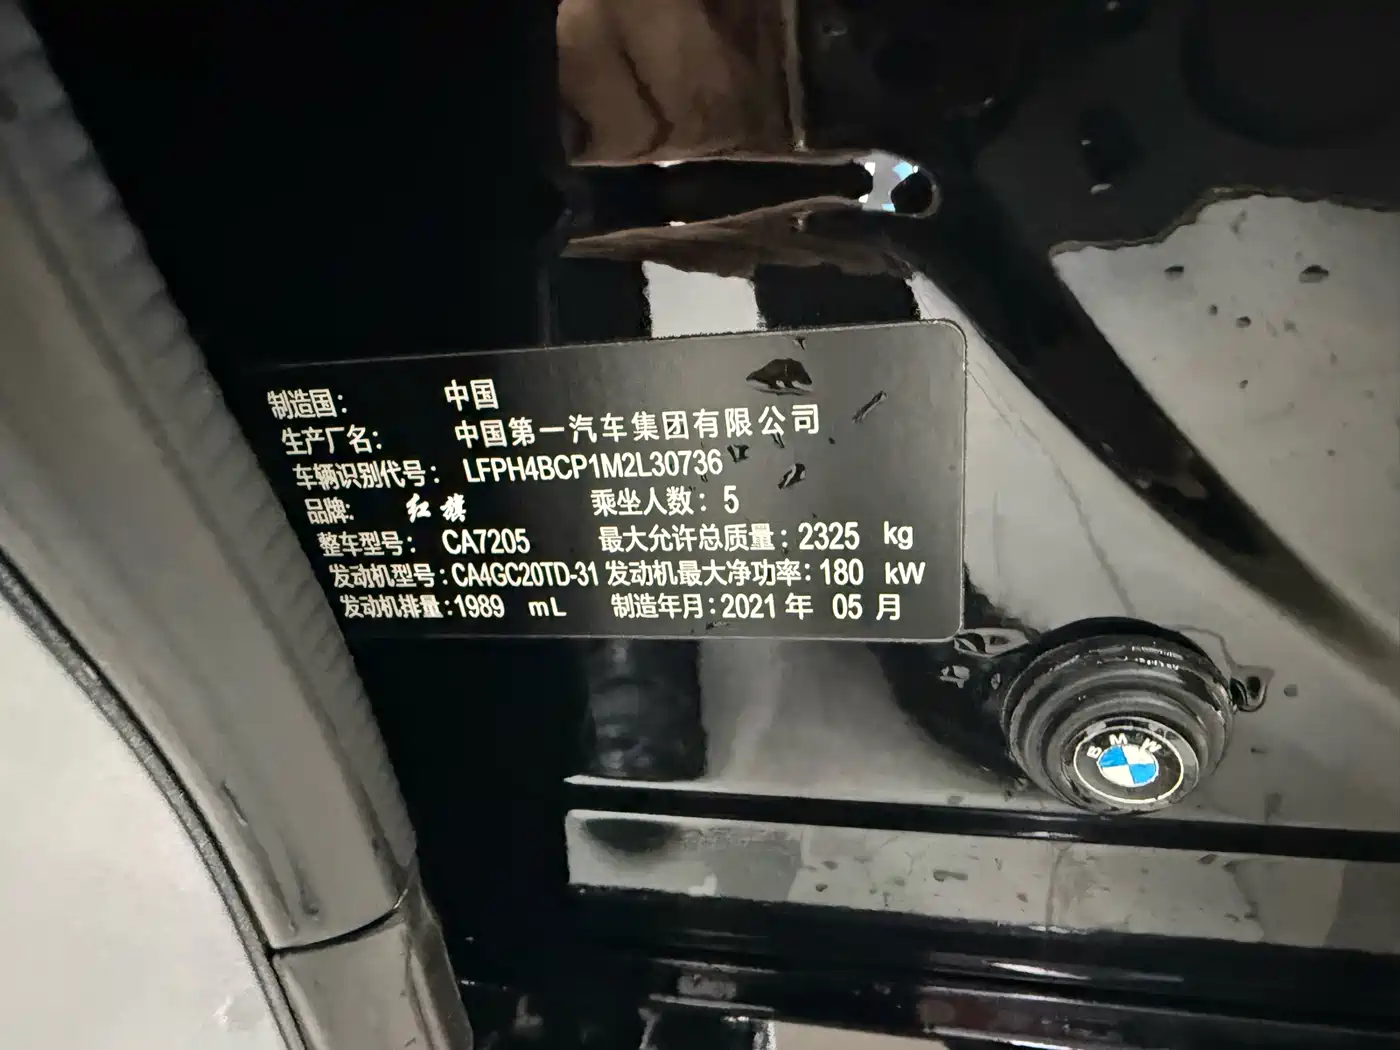 制造国： 中国
生产厂名： 中国第一汽车集团有限公司
车辆识别代号： LFPH4BCP1M2L30736
品牌: 红旗 乘坐人数：5
整车型号： CA7205 最大允许总质量：2325 kg
发动机型号：CA4GC20TD-31 发动机最大净功率：180 kW
发动机排量：1989 mL 制造年月：2021 年 05 月
BMW